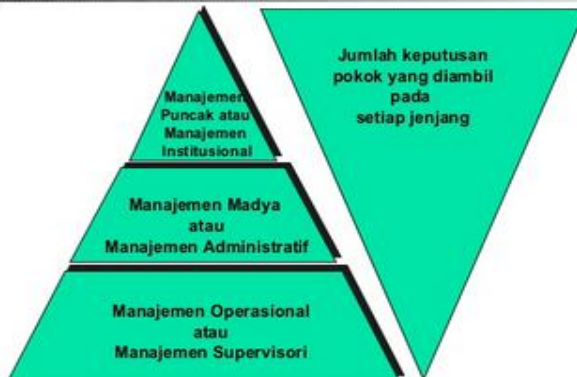 Manajemen
Puncak atau
Manajemen
Institusional
Manajemen Madya
atau
Manajemen Administratif
Manajemen Operasional
atau
Manajemen Supervisori
Jumlah keputusan
pokok yang diambil
pada
setiap jenjang